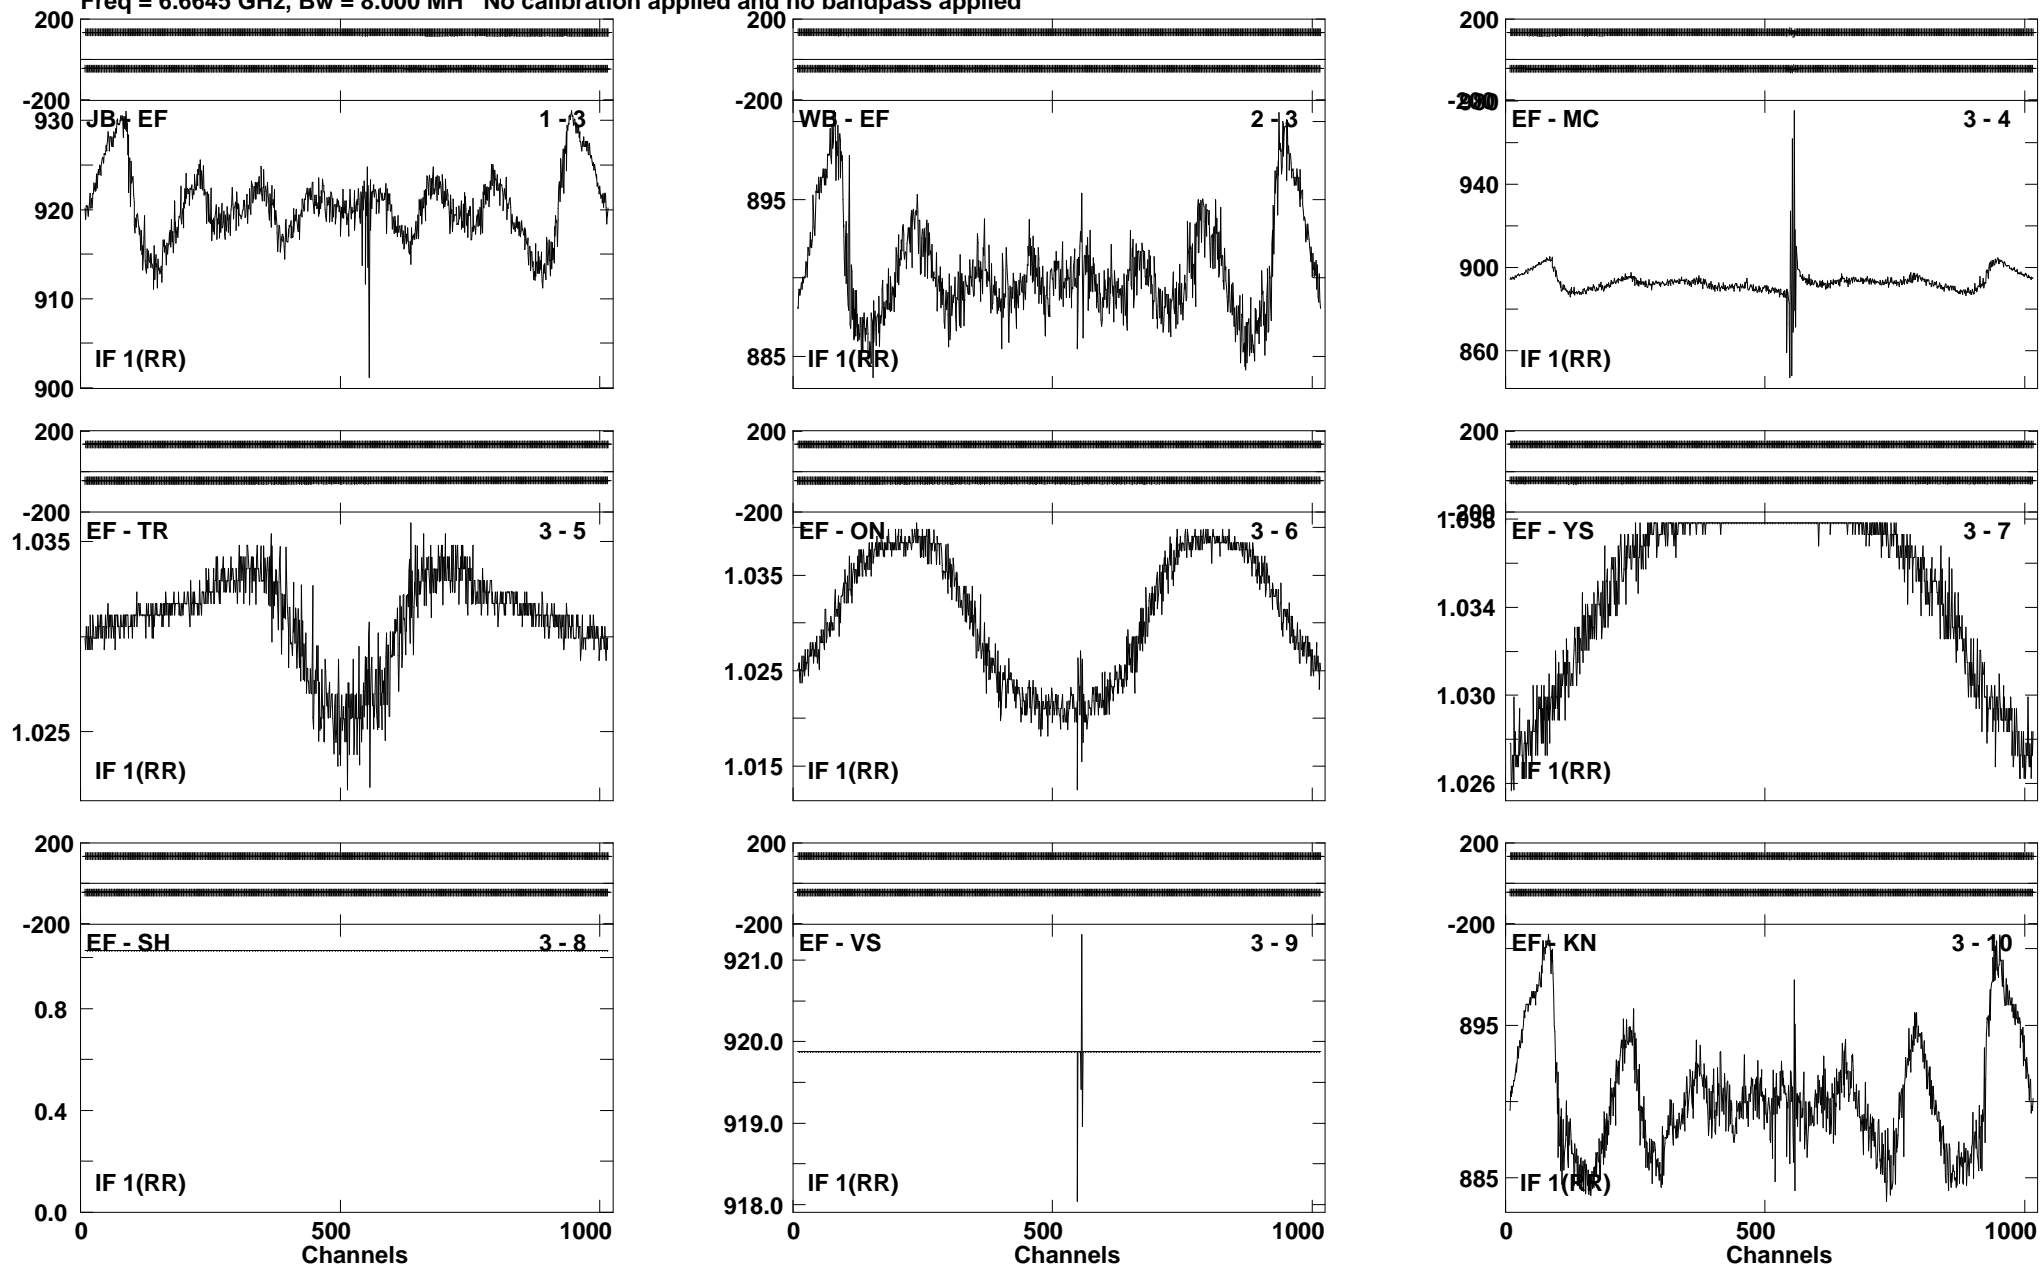 Freq = 6.6645 GHz, Bw = 8.000 MH No calibration applied and no bandpass applied
200
-200
930
920
910
900
JB - EF
1 - 3
IF 1(RR)
200
-200
895
885
WB - EF
2 - 3
IF 1(RR)
200
-200
980
940
900
860
EF - MC
3 - 4
IF 1(RR)
200
-200
1.035
1.025
EF - TR
3 - 5
IF 1(RR)
200
-200
1.035
1.025
1.015
EF - ON
3 - 6
IF 1(RR)
200
-200
1.038
1.034
1.030
1.026
EF - YS
3 - 7
IF 1(RR)
200
-200
0.8
0.4
0.0
EF - SH
3 - 8
IF 1(RR)
0 500 1000
Channels
200
-200
921.0
920.0
919.0
918.0
EF - VS
3 - 9
IF 1(RR)
0 500 1000
Channels
200
-200
895
885
EF - KN
3 - 10
IF 1(RR)
0 500 1000
Channels